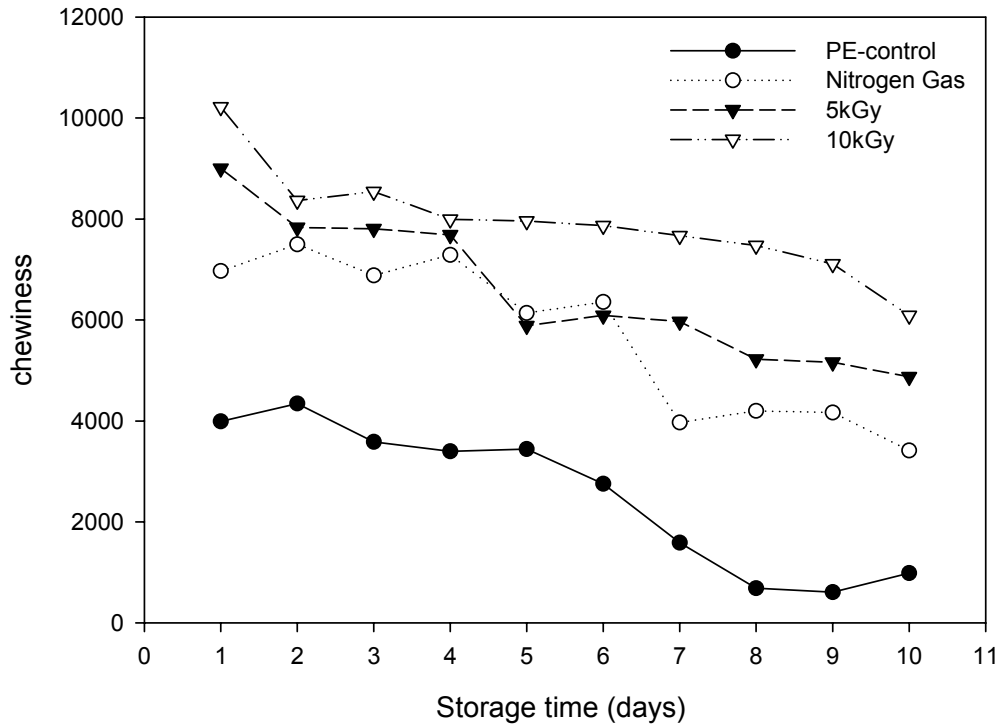 12000
10000
8000
6000
4000
2000
0
chewiness
PE-control
Nitrogen Gas
5kGy
10kGy
0 1 2 3 4 5 6 7 8 9 10 11
Storage time (days)